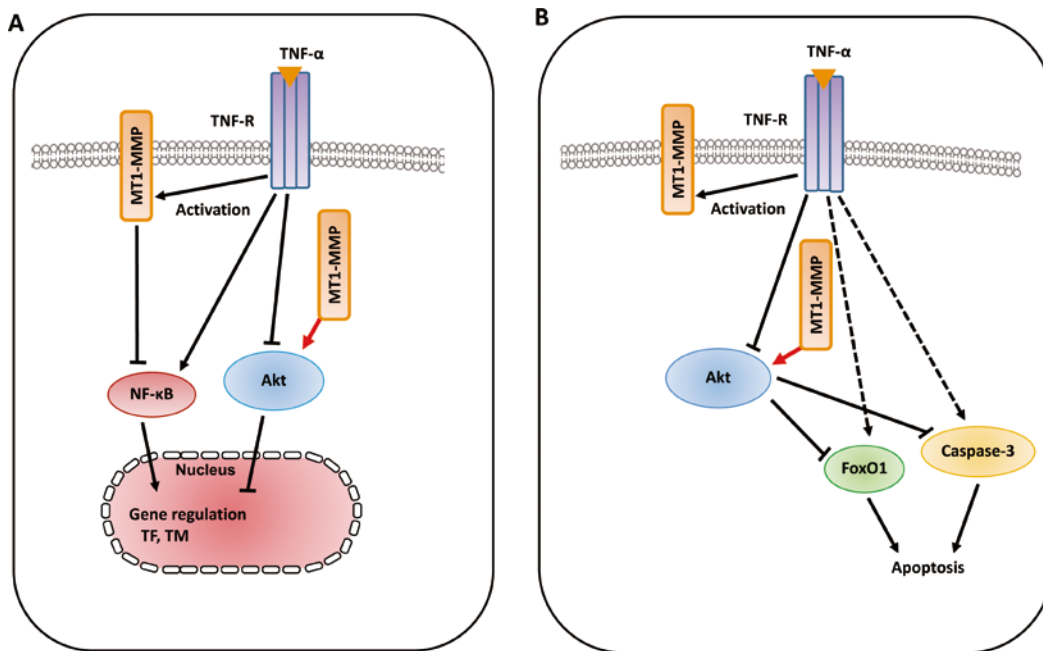 A
TNF-α
TNF-R
MT1-MMP
Activation
MT1-MMP
NF-κB
Akt
Nucleus
Gene regulation
TF, TM
B
TNF-α
TNF-R
MT1-MMP
Activation
MT1-MMP
Akt
FoxO1
Caspase-3
Apoptosis